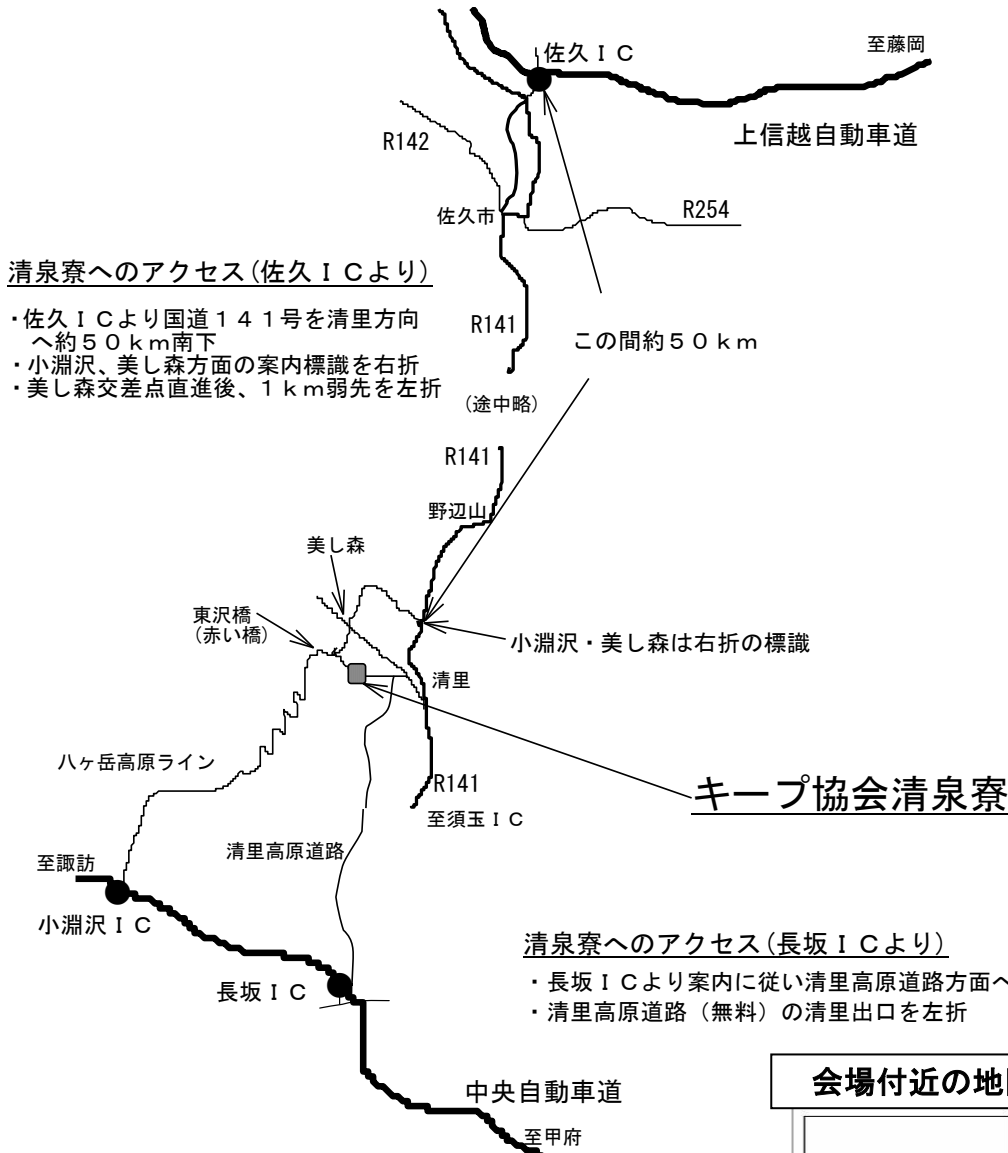 佐久ＩＣ
至藤岡
上信越自動車道
R142
佐久市
R254
清泉寮へのアクセス(佐久ＩＣより)
・佐久ＩＣより国道１４１号を清里方向
へ約５０ｋｍ南下
・小淵沢、美し森方面の案内標識を右折
・美し森交差点直進後、１ｋｍ弱先を左折
R141
この間約５０ｋｍ
(途中略)
R141
野辺山
美し森
東沢橋
(赤い橋)
小淵沢・美し森は右折の標識
清里
八ヶ岳高原ライン
R141
キープ協会清泉寮
至須玉ＩＣ
清里高原道路
至諏訪
小淵沢ＩＣ
清泉寮へのアクセス(長坂ＩＣより)
・長坂ＩＣより案内に従い清里高原道路方面へ
・清里高原道路（無料）の清里出口を左折
長坂ＩＣ
会場付近の地
中央自動車道
至甲府